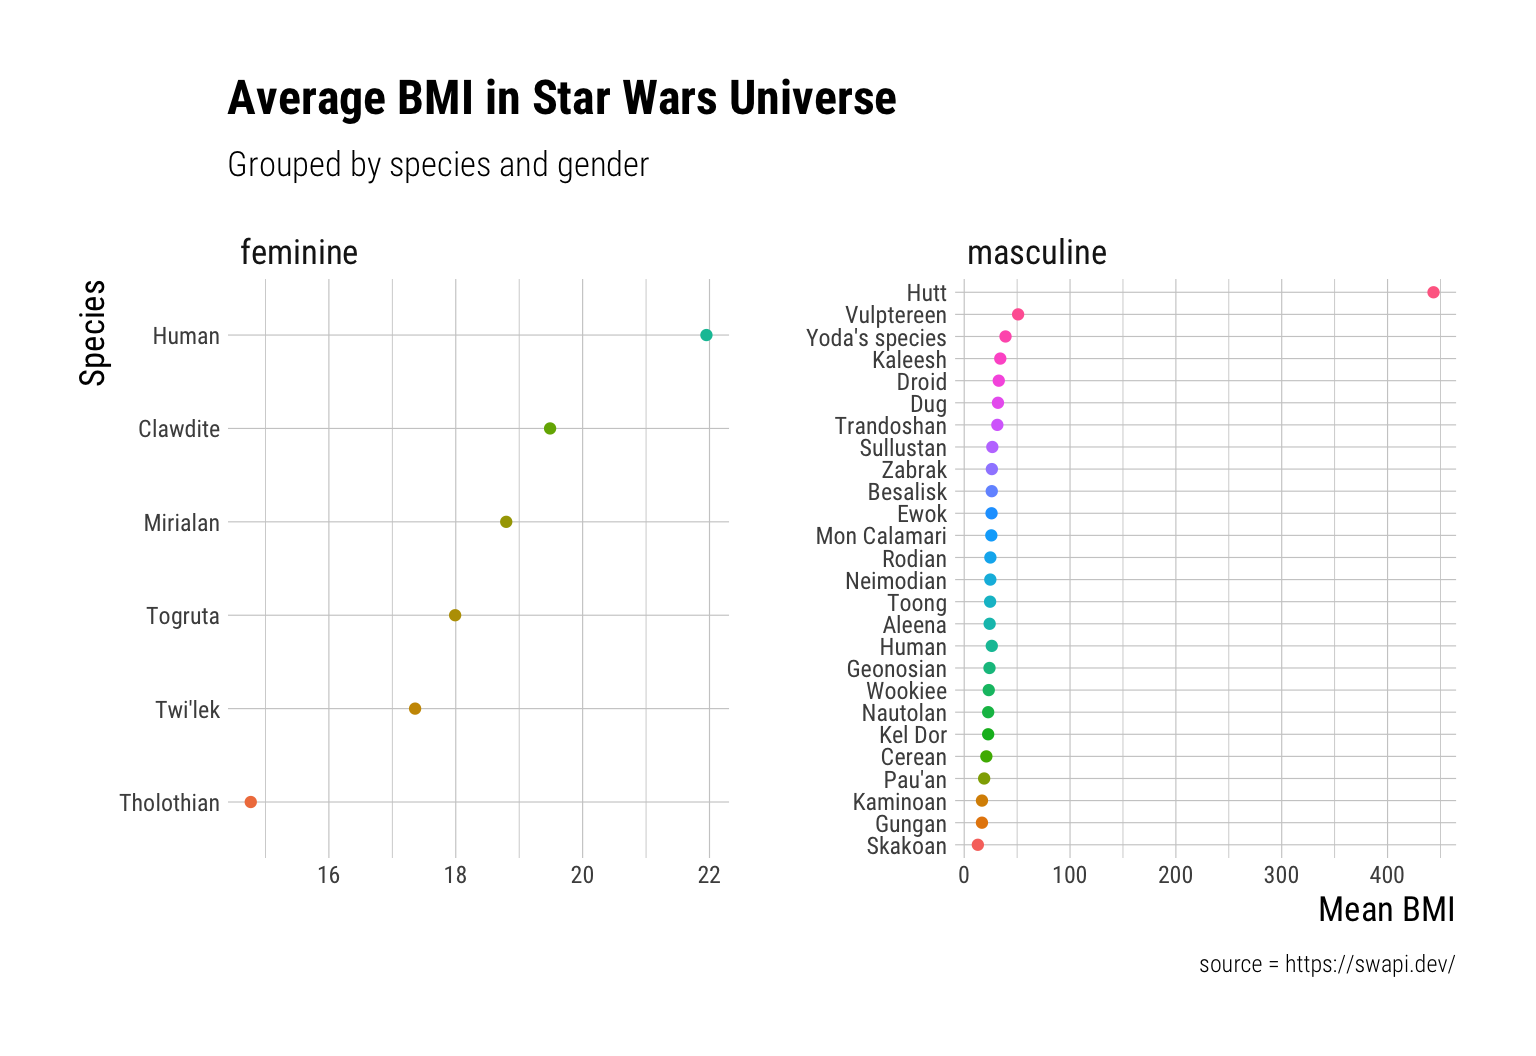 Average BMI in Star Wars Universe
Grouped by species and gender
feminine
Species
Human
Clawdite
Mirialan
Togruta
Twi'lek
Tholothian
16 18 20 22
masculine
Hutt
Vulptereen
Yoda's species
Kaleesh
Droid
Dug
Trandoshan
Sullustan
Zabrak
Besalisk
Ewok
Mon Calamari
Rodian
Neimodian
Toong
Aleena
Human
Geonosian
Wookiee
Nautolan
Kel Dor
Cerean
Pau'an
Kaminoan
Gungan
Skakoan
0 100 200 300 400
Mean BMI
source = https://swapi.dev/